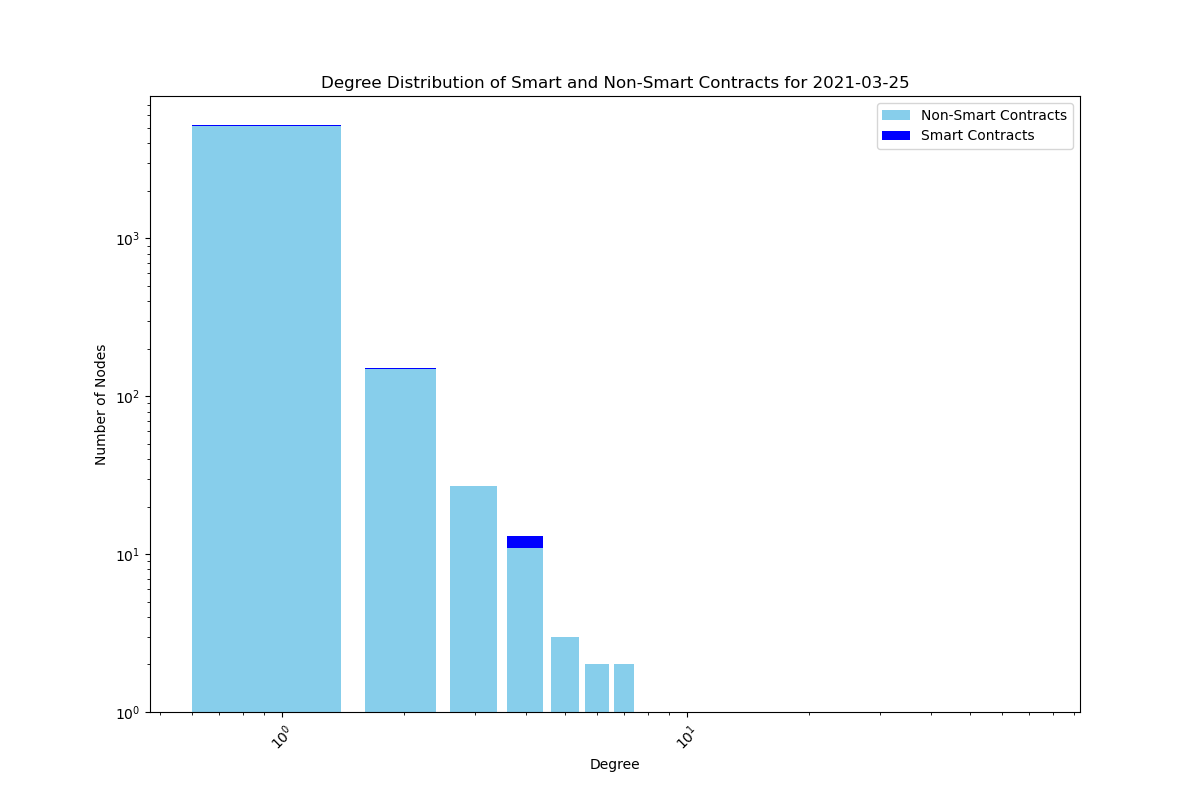 Degree Distribution of Smart and Non-Smart Contracts for 2021-03-25
Non-Smart Contracts
Smart Contracts
Number of Nodes
10³
10²
10¹
10⁰
10⁰
10¹
Degree